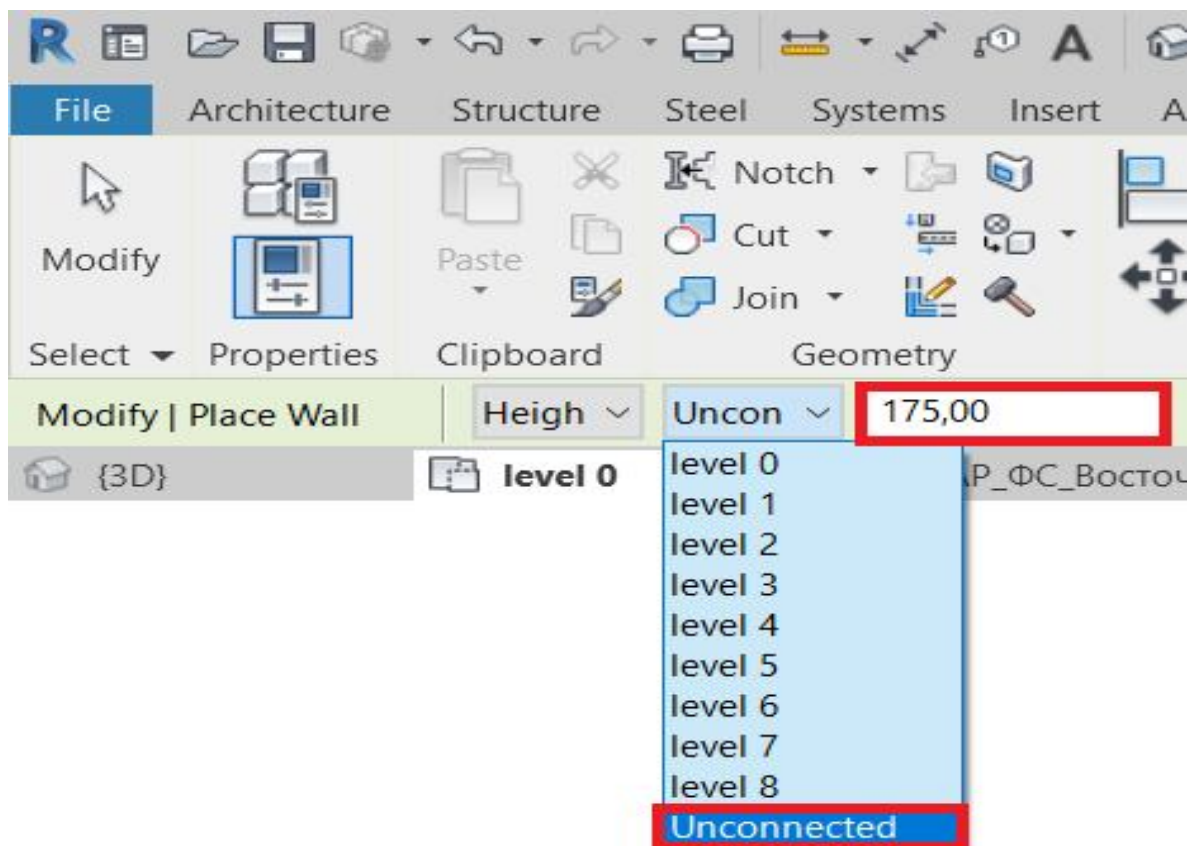 R A
File Architecture Structure Steel Systems Insert A
Notch
Modify Paste Cut
Join
Select Properties Clipboard Geometry
Modify | Place Wall Heigh Uncon 175,00
{3D} level 0 АР_ФС_Восточ
level 0
level 1
level 2
level 3
level 4
level 5
level 6
level 7
level 8
Unconnected